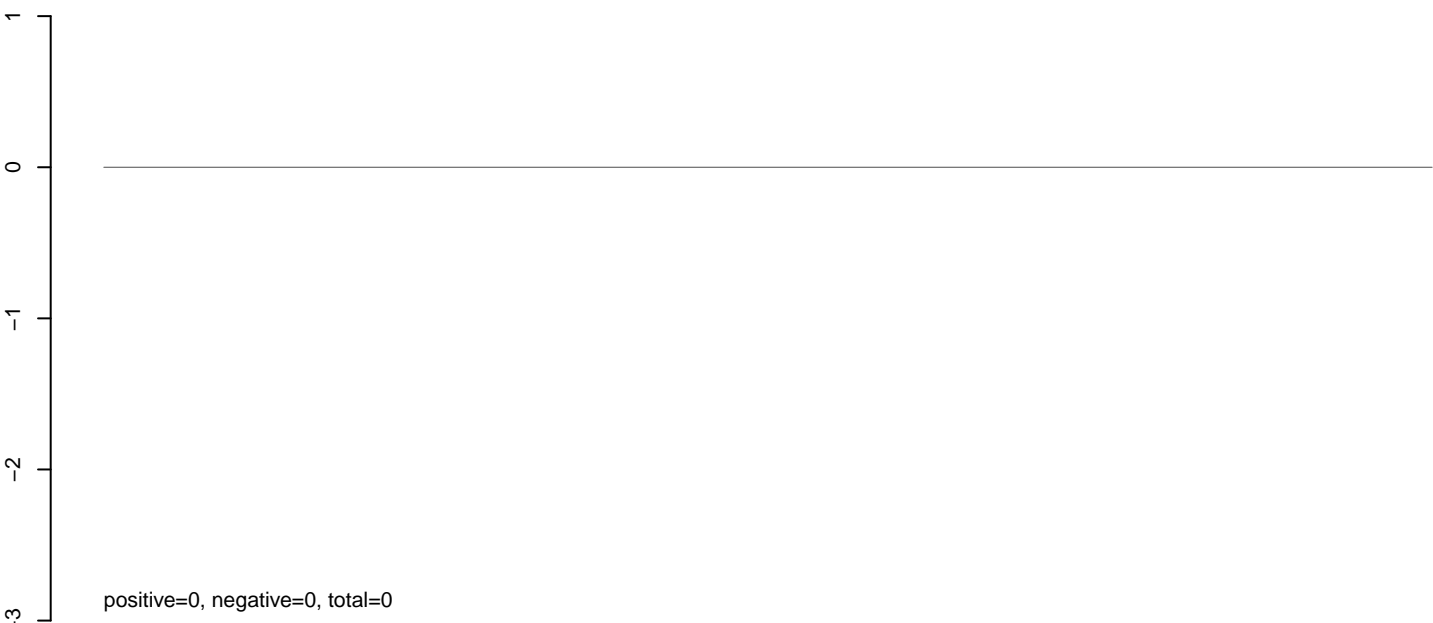 1
0
−1
−2
positive=0, negative=0, total=0